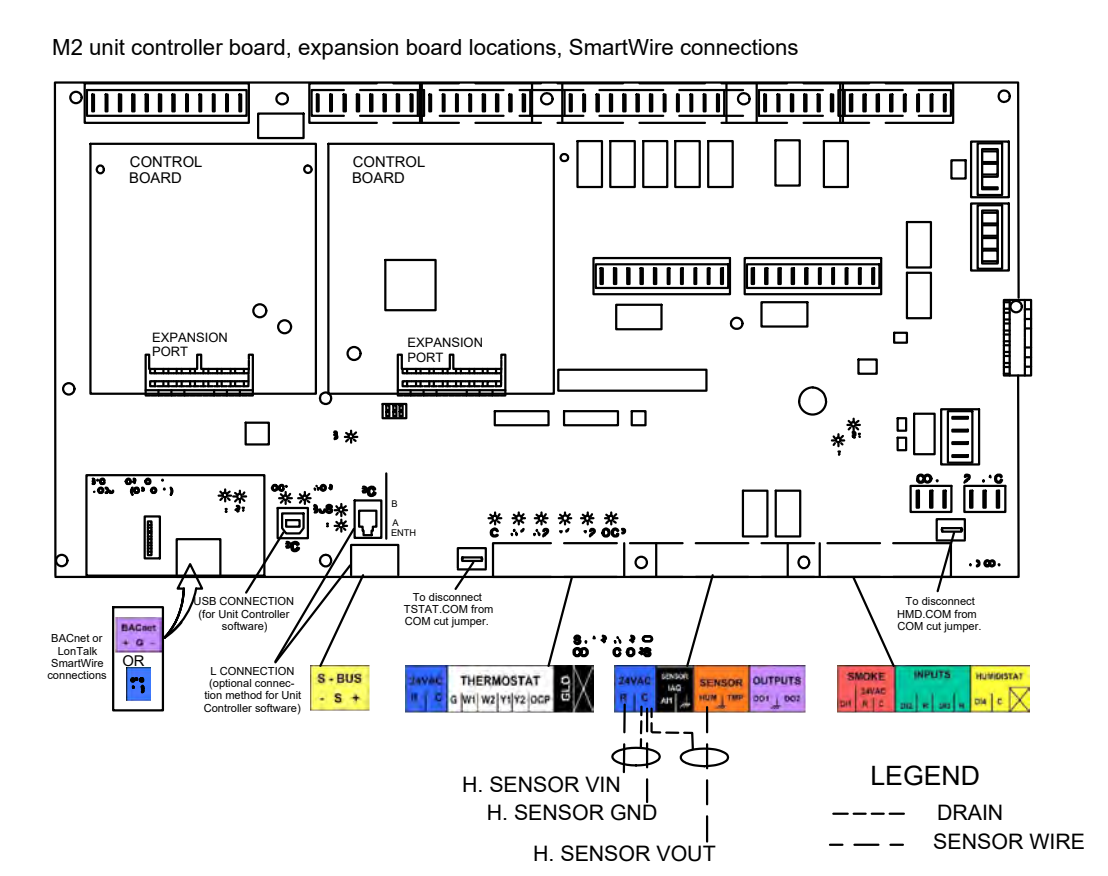 M2 unit controller board, expansion board locations, SmartWire connections
CONTROL
BOARD
CONTROL
BOARD
EXPANSION
PORT
EXPANSION
PORT
B
A
ENTH
USB CONNECTION
(for Unit Controller
software)
To disconnect
TSTAT.COM from
COM cut jumper.
To disconnect
HMD.COM from
COM cut jumper.
BACnet or
LonTalk
SmartWire
connections
BACnet
+ G -
OR
L CONNECTION
(optional connec-
tion method for Unit
Controller software)
S - BUS
- S +
24VAC
R C
THERMOSTAT
G W1 W2 Y1 Y2 OCP
GLO
24VAC
R C
SENSOR
IAQ
AI1
SENSOR
HUM TMP
OUTPUTS
DO1 DO2
SMOKE
24VAC
DI1 R C
INPUTS
DI2 R DI3 R
HUMIDISTAT
DI4 C
H. SENSOR VIN
H. SENSOR GND
H. SENSOR VOUT
LEGEND
DRAIN
SENSOR WIRE